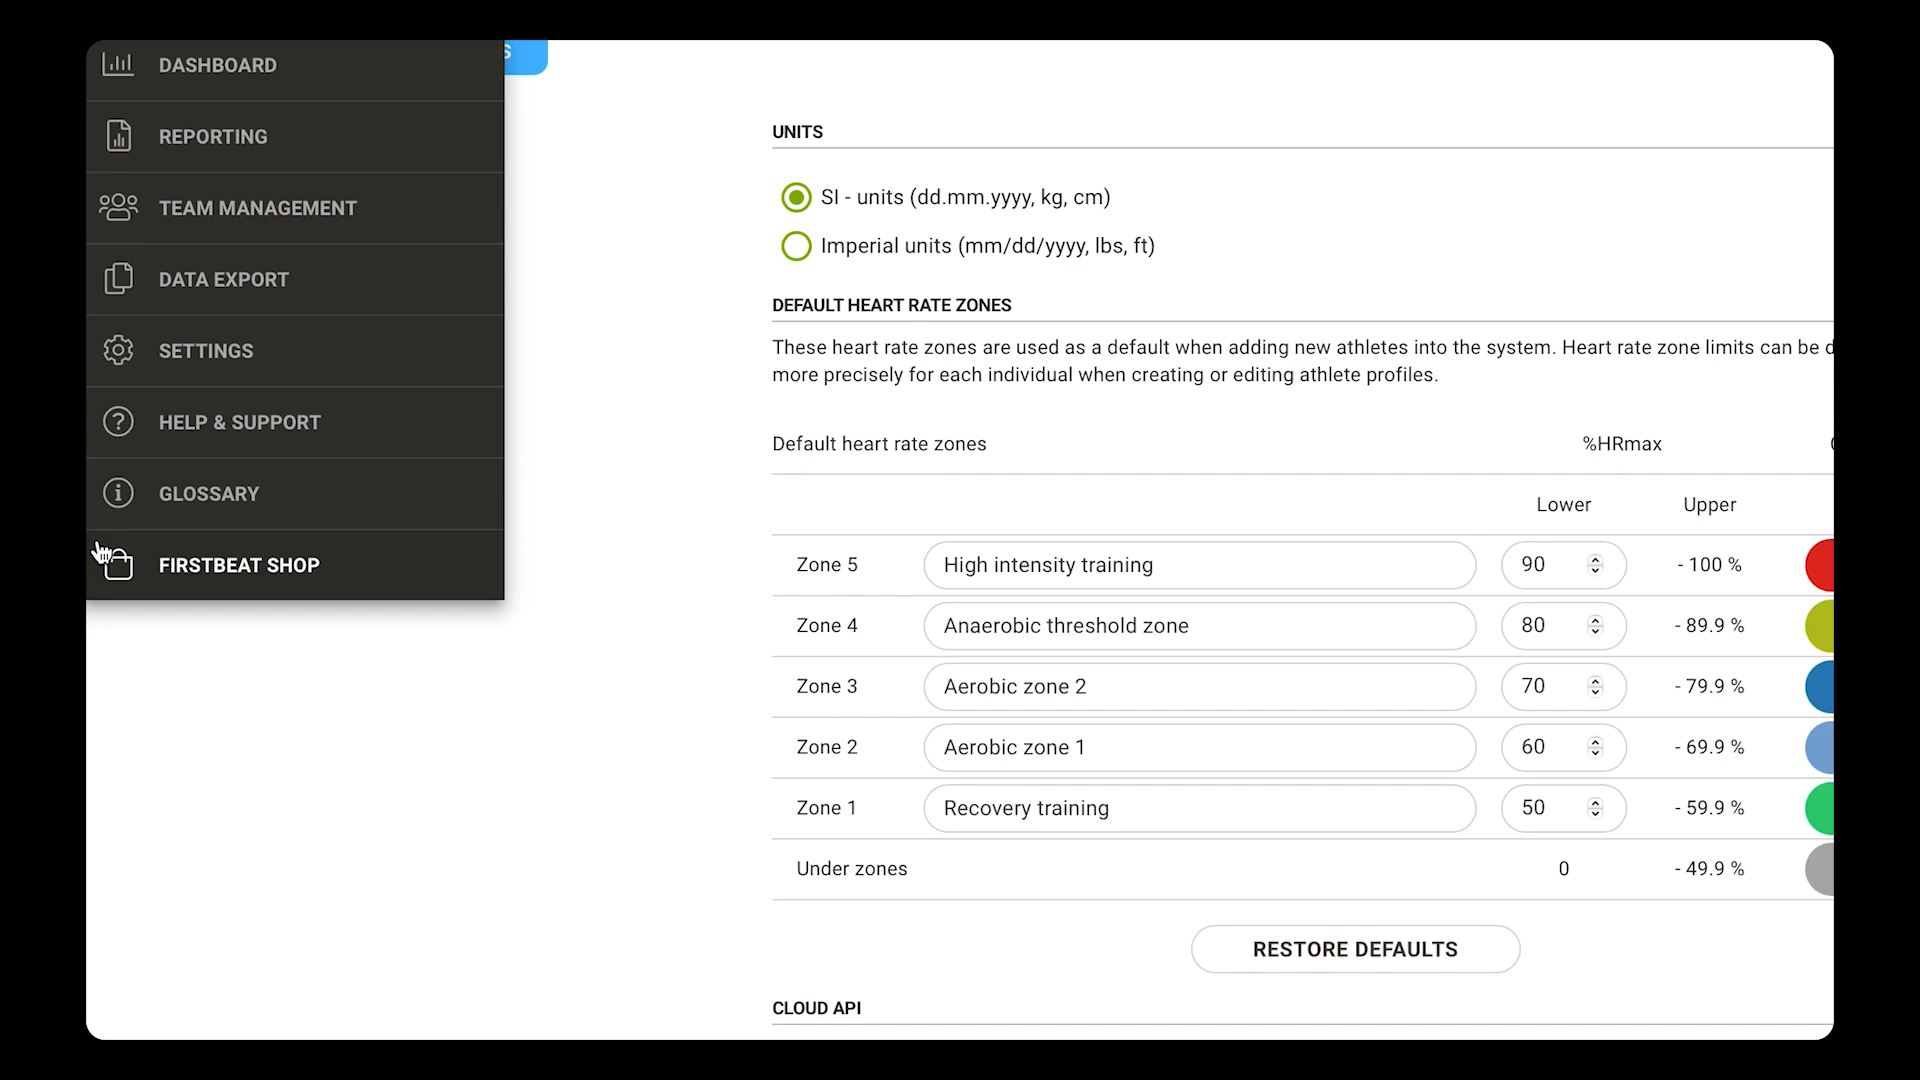 DASHBOARD
REPORTING
TEAM MANAGEMENT
DATA EXPORT
SETTINGS
HELP & SUPPORT
GLOSSARY
FIRSTBEAT SHOP
S
UNITS
SI - units (dd.mm.yyyy, kg, cm)
Imperial units (mm/dd/yyyy, lbs, ft)
DEFAULT HEART RATE ZONES
These heart rate zones are used as a default when adding new athletes into the system. Heart rate zone limits can be d
more precisely for each individual when creating or editing athlete profiles.
Default heart rate zones %HRmax
Lower Upper
Zone 5 High intensity training 90 - 100 %
Zone 4 Anaerobic threshold zone 80 - 89.9 %
Zone 3 Aerobic zone 2 70 - 79.9 %
Zone 2 Aerobic zone 1 60 - 69.9 %
Zone 1 Recovery training 50 - 59.9 %
Under zones 0 - 49.9 %
RESTORE DEFAULTS
CLOUD API